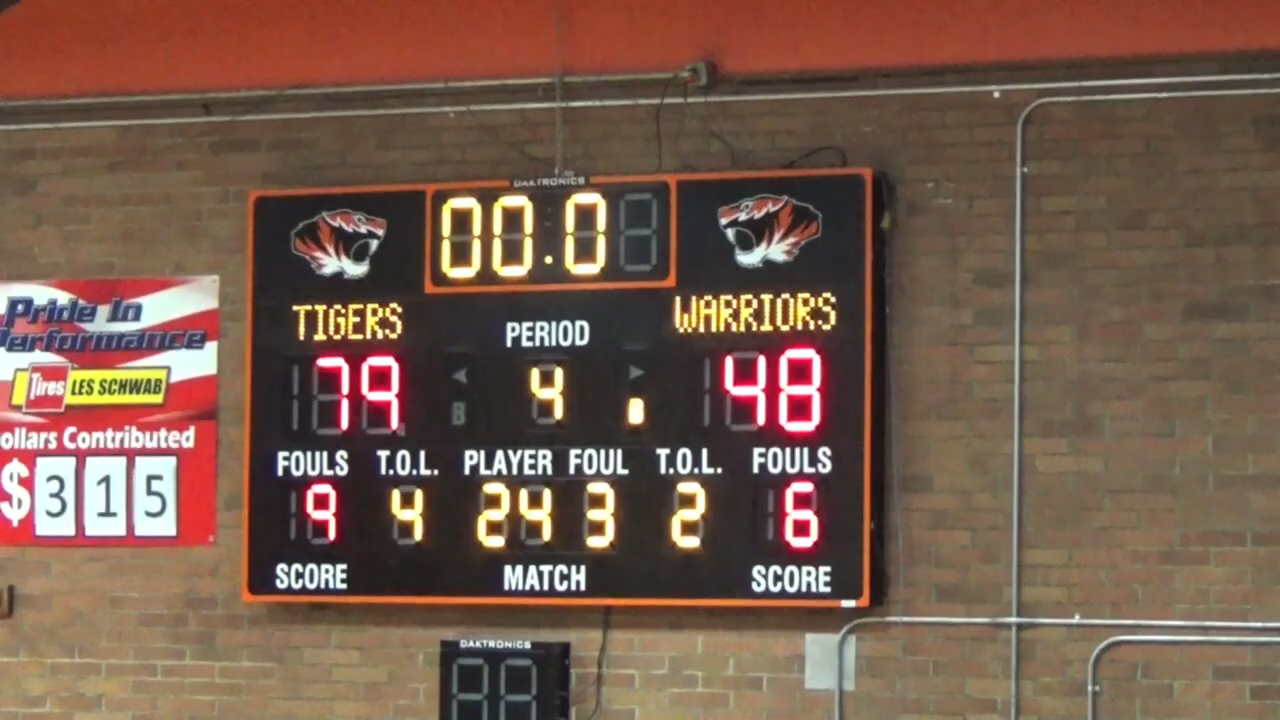 DAKTRONICS
00.0
TIGERS
WARRIORS
PERIOD
79
4
48
B
B
FOULS T.O.L. PLAYER FOUL T.O.L. FOULS
9 4 24 3 2 6
SCORE MATCH SCORE
DAKTRONICS
Pride In
Performance
Tires LES SCHWAB
ollars Contributed
$315